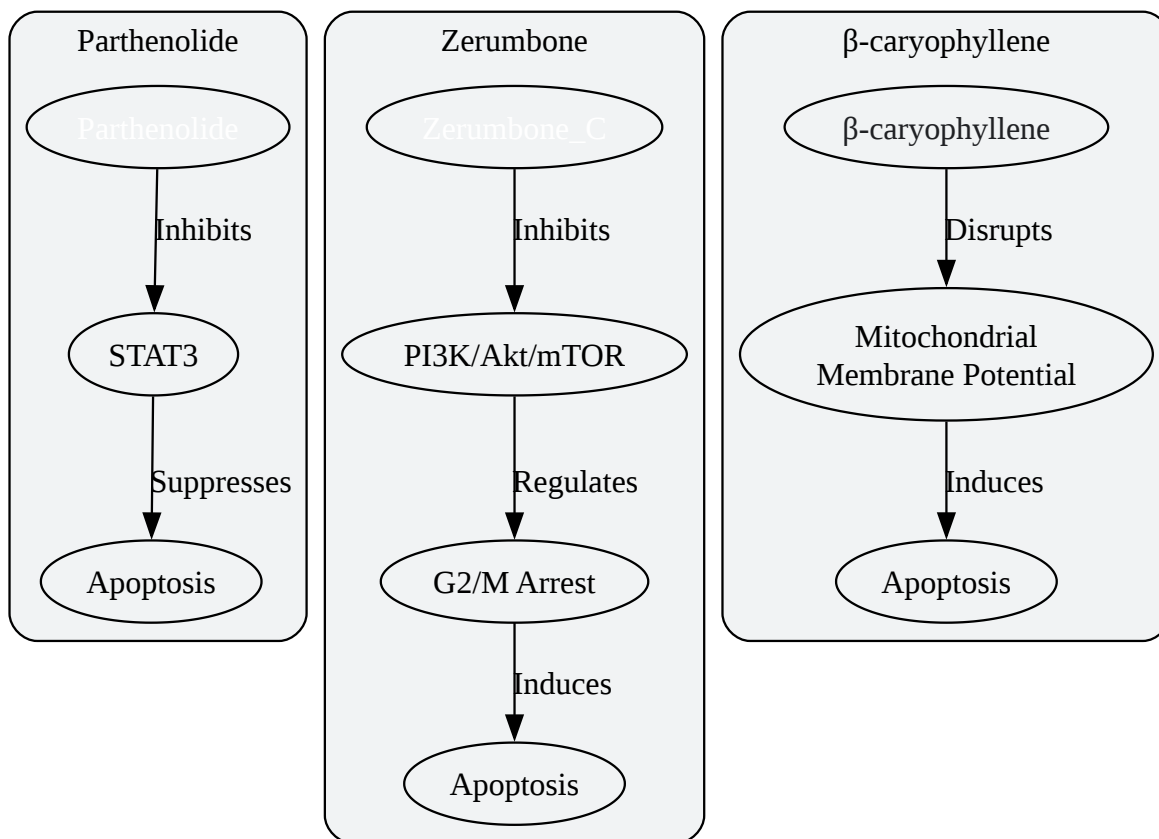 Parthenolide
Parthenolide
Inhibits
STAT3
Suppresses
Apoptosis
Zerumbone
Zerumbone_C
Inhibits
PI3K/Akt/mTOR
Regulates
G2/M Arrest
Induces
Apoptosis
β-caryophyllene
β-caryophyllene
Disrupts
Mitochondrial
Membrane Potential
Induces
Apoptosis